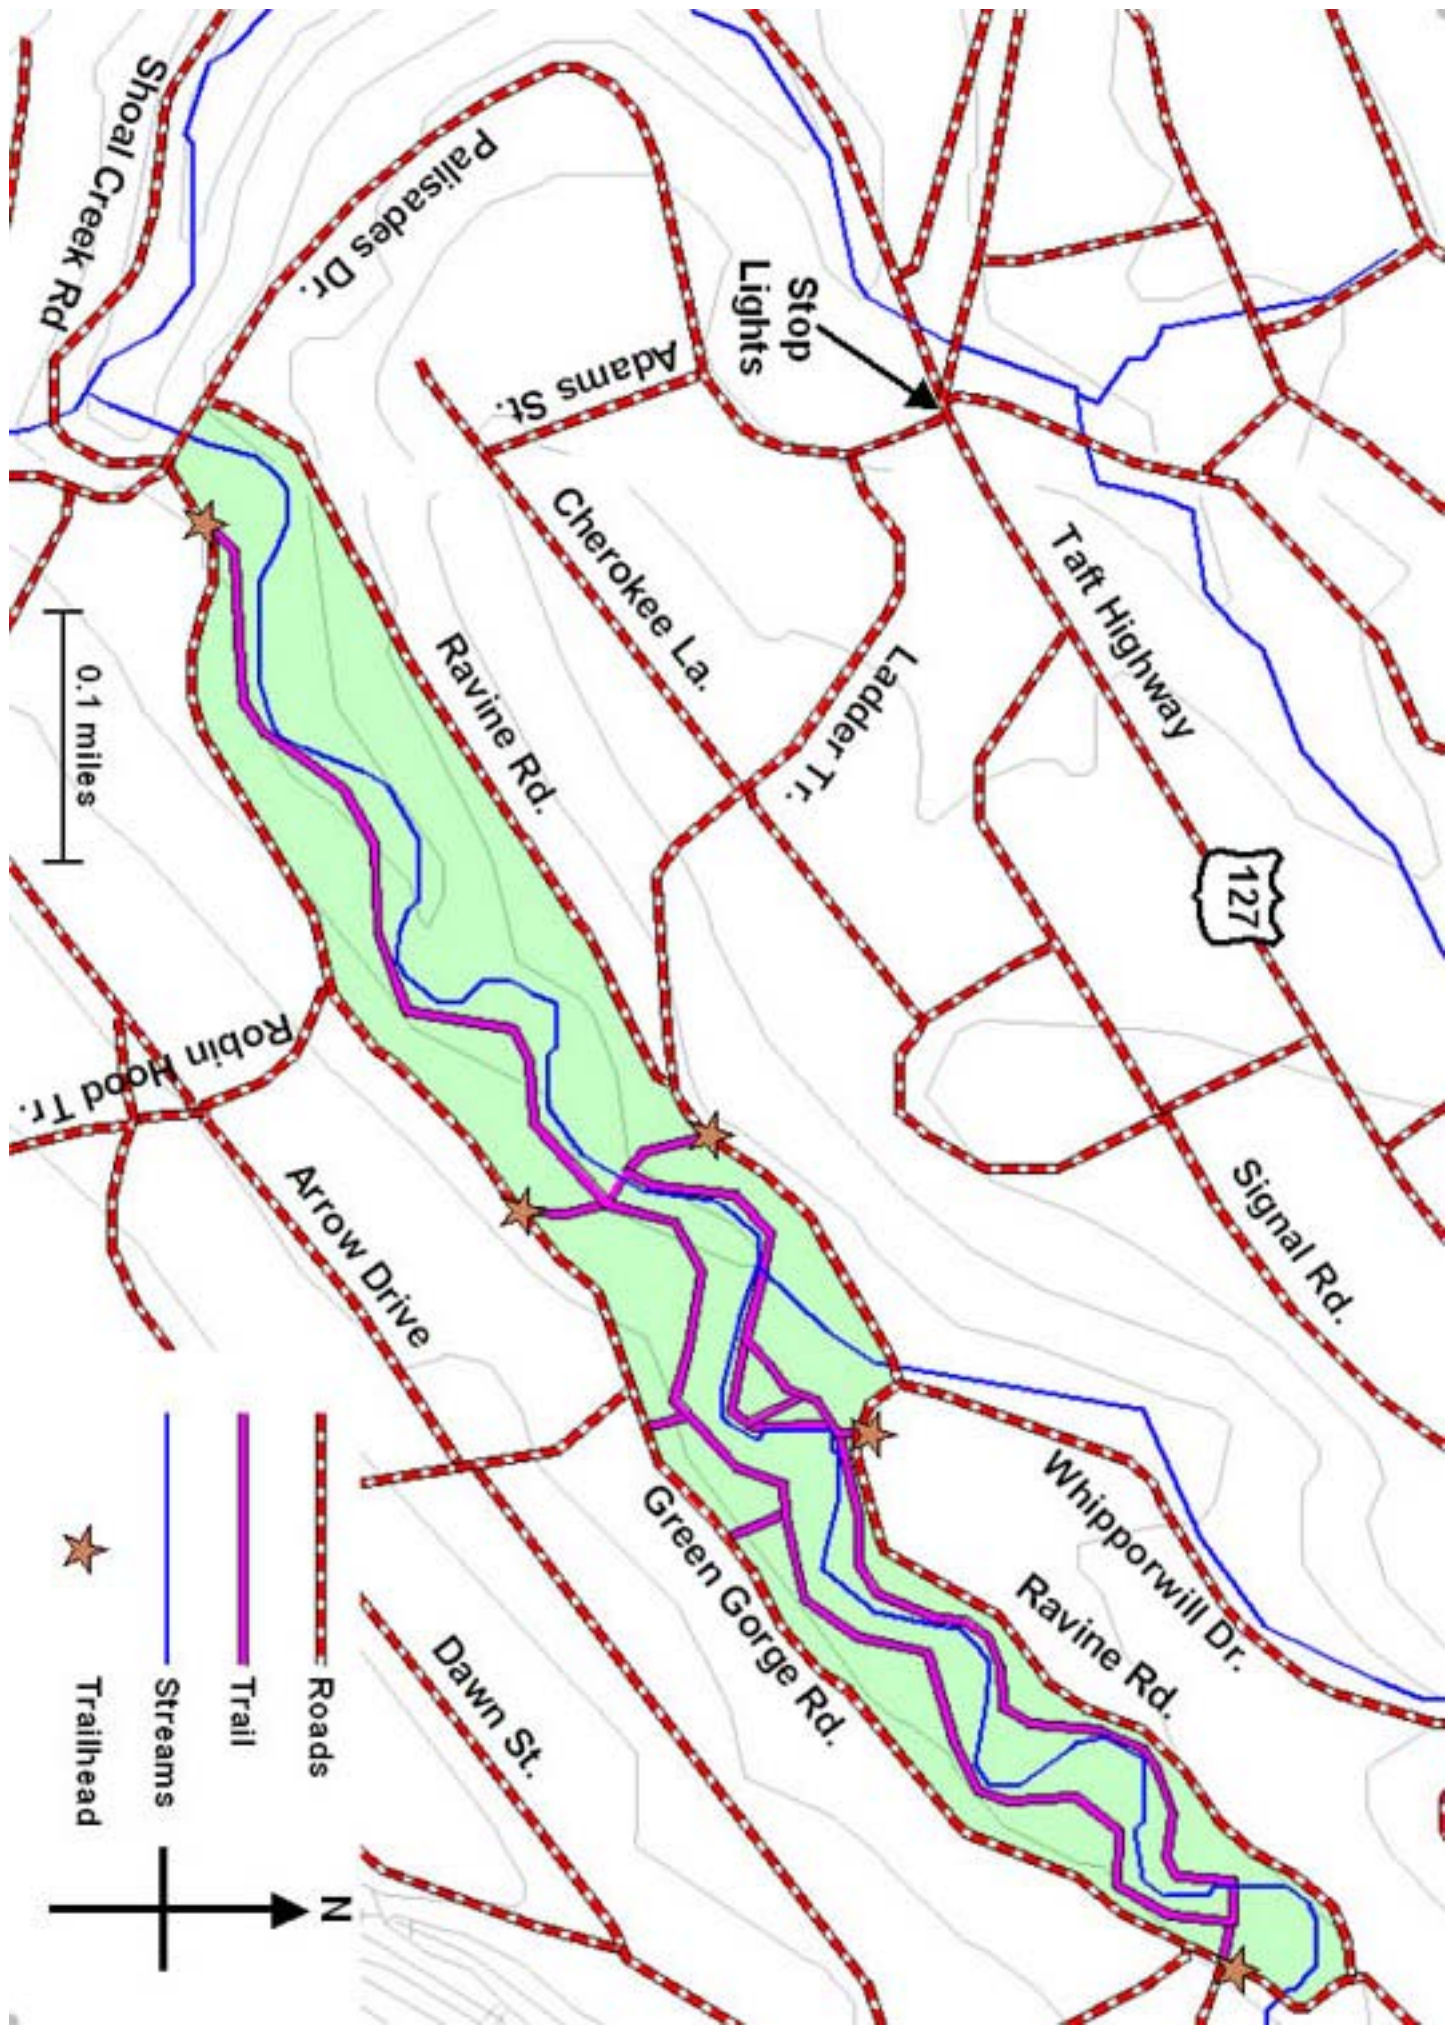 Shoal Creek Rd
Palisades Dr.
Stop
Lights
Adams St.
Cherokee La.
Taft Highway
Ladder Tr.
Ravine Rd.
127
0.1 miles
Robin Hood Tr.
Arrow Drive
Signal Rd.
Whipporwill Dr.
Ravine Rd.
Green Gorge Rd.
Dawn St.
Roads
Trail
Streams
Trailhead
N